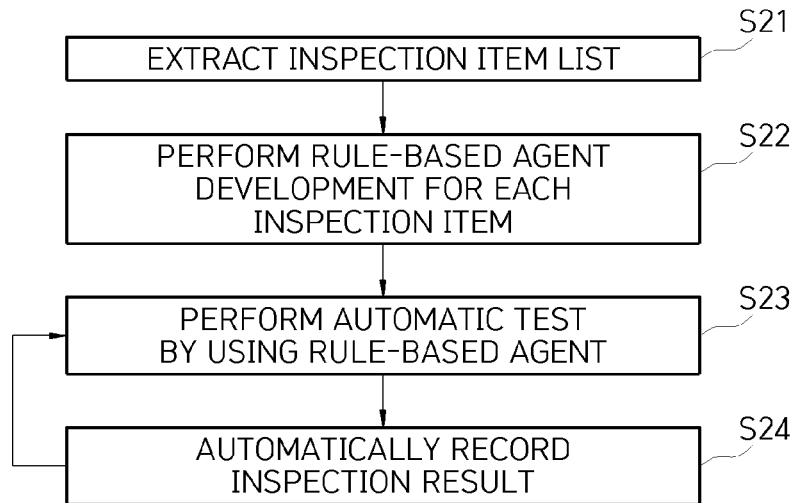 S21
EXTRACT INSPECTION ITEM LIST
S22
PERFORM RULE-BASED AGENT
DEVELOPMENT FOR EACH
INSPECTION ITEM
S23
PERFORM AUTOMATIC TEST
BY USING RULE-BASED AGENT
S24
AUTOMATICALLY RECORD
INSPECTION RESULT